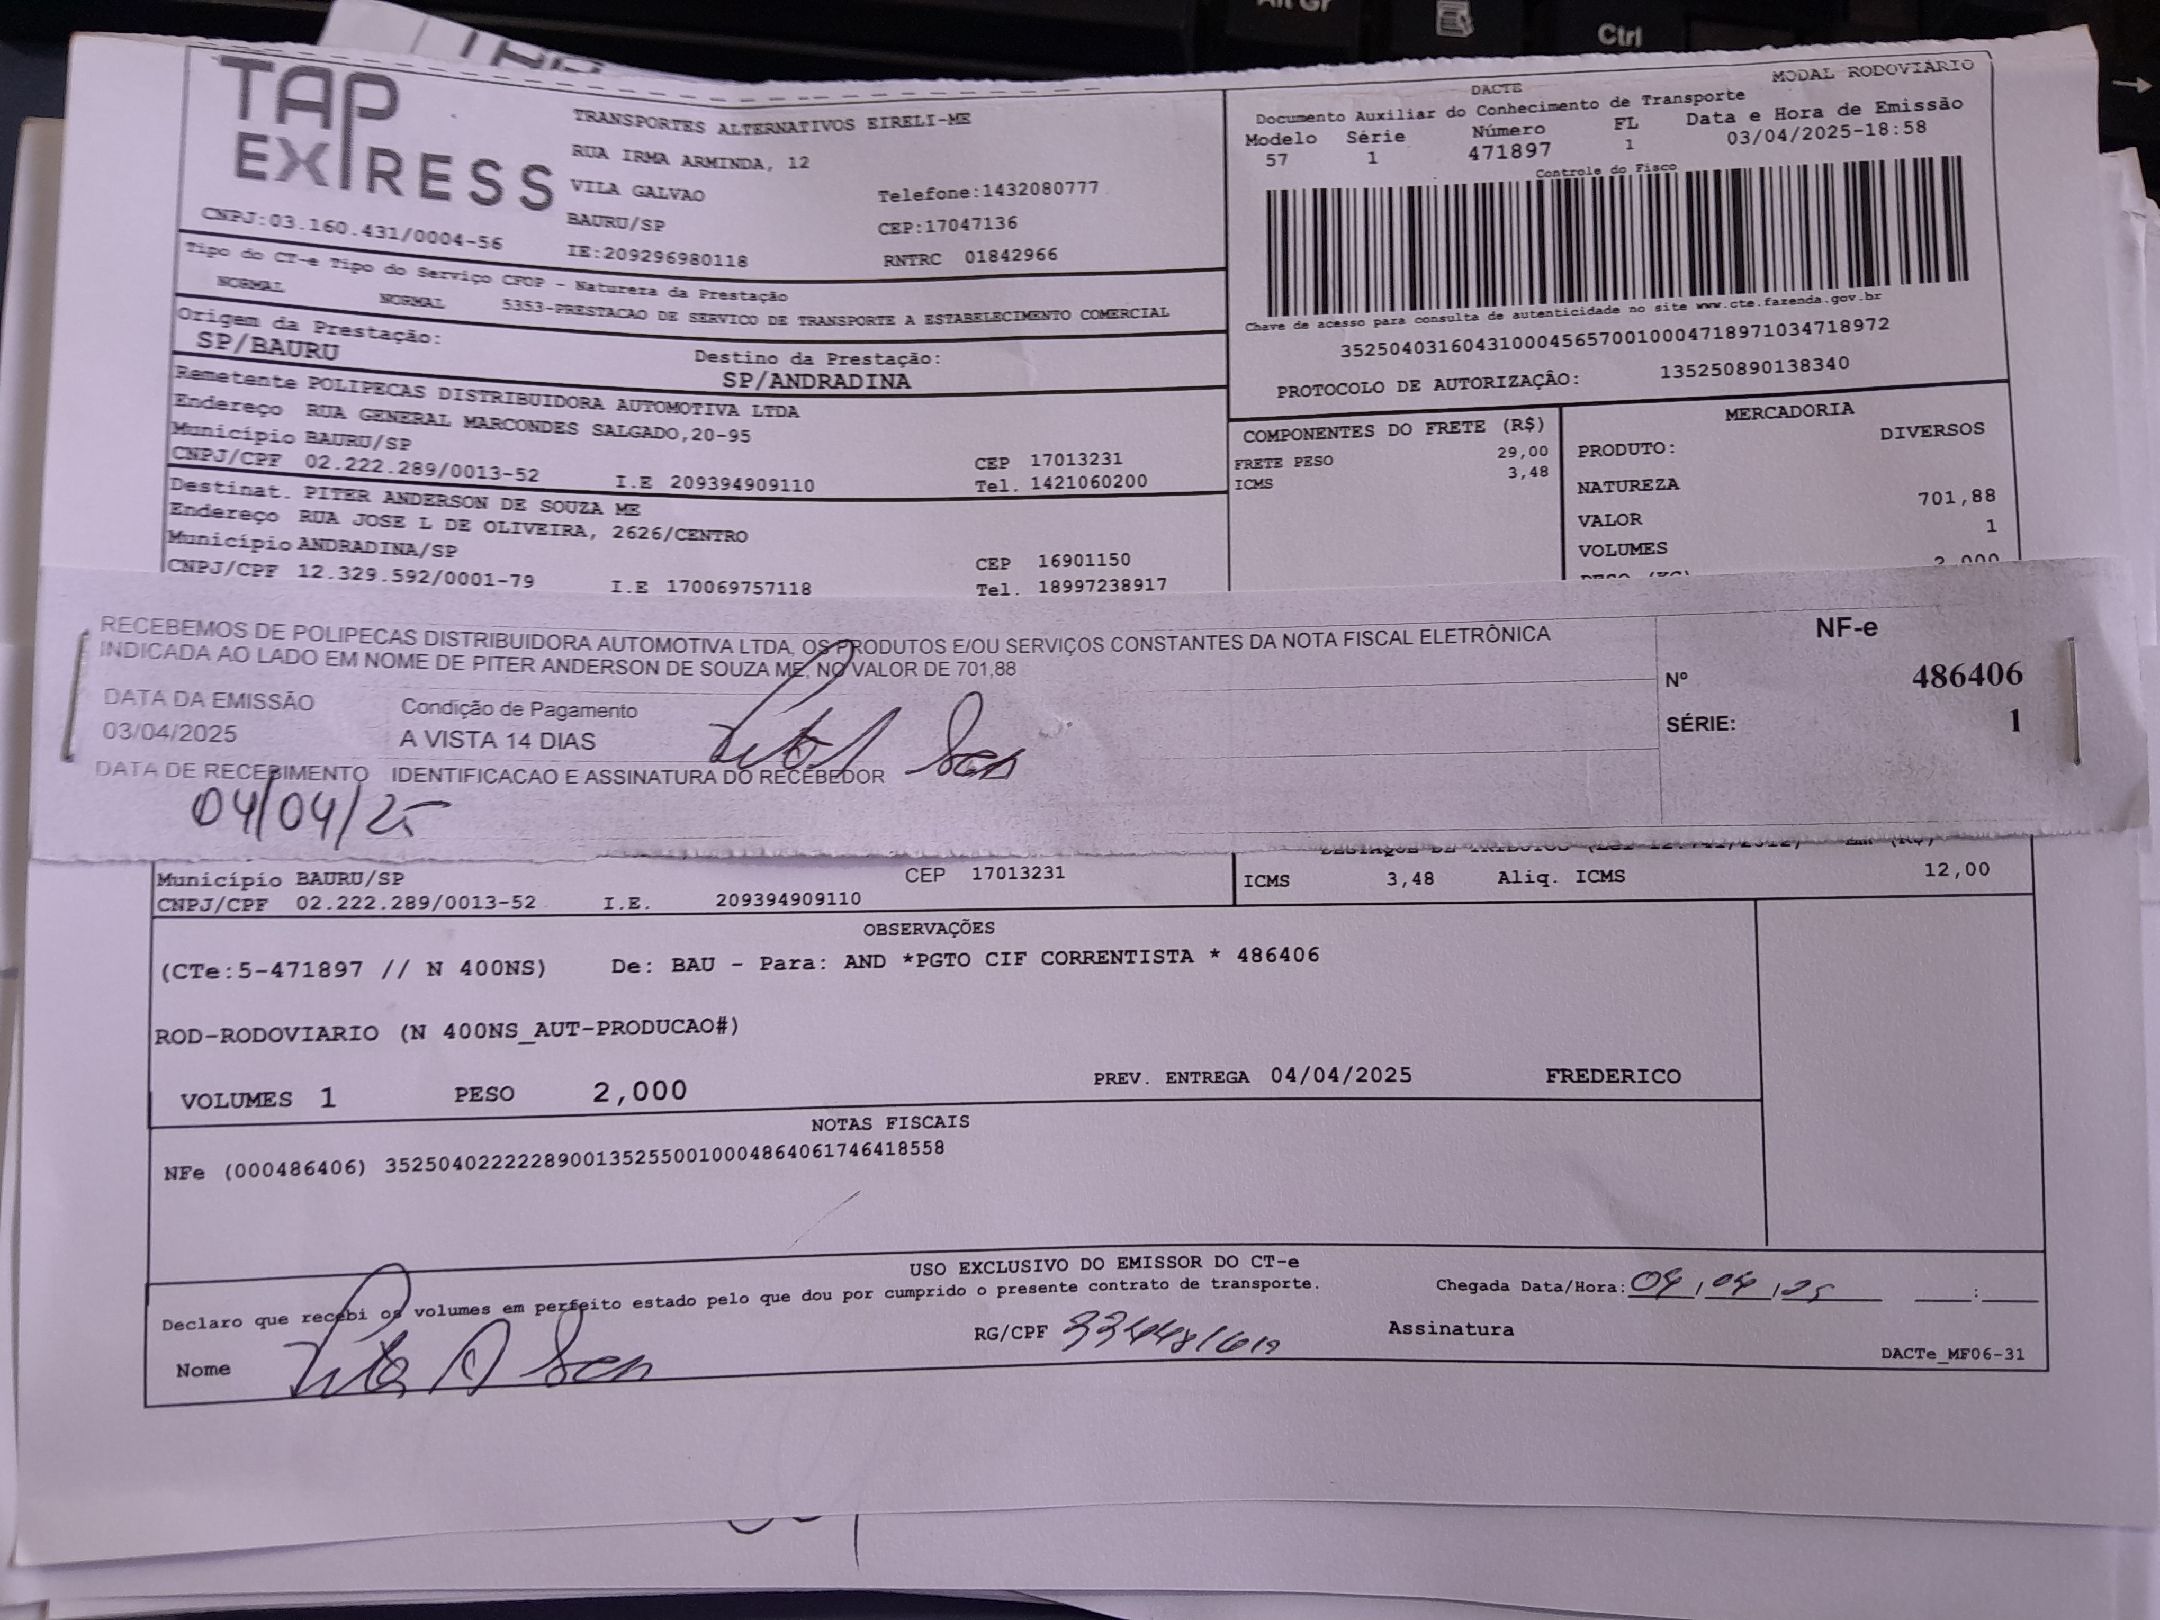 Alt Gr
Ctrl
TAP EXPRESS
TRANSPORTES ALTERNATIVOS EIRELI-ME
RUA IRMA ARMINDA, 12
VILA GALVAO Telefone:1432080777
BAURU/SP CEP:17047136
CNPJ:03.160.431/0004-56 IE:209296980118 RNTRC 01842966
DACTE MODAL RODOVIARIO
Documento Auxiliar do Conhecimento de Transporte
Modelo Série Número FL Data e Hora de Emissão
57 1 471897 1 03/04/2025-18:58
Controle do Fisco
Chave de acesso para consulta de autenticidade no site www.cte.fazenda.gov.br
35250403160431000456570010004718971034718972
PROTOCOLO DE AUTORIZAÇÃO: 135250890138340
Tipo do CT-e Tipo do Serviço CFOP - Natureza da Prestação
NORMAL NORMAL 5353-PRESTACAO DE SERVICO DE TRANSPORTE A ESTABELECIMENTO COMERCIAL
Origem da Prestação: Destino da Prestação:
SP/BAURU SP/ANDRADINA
Remetente POLIPECAS DISTRIBUIDORA AUTOMOTIVA LTDA
Endereço RUA GENERAL MARCONDES SALGADO,20-95
Município BAURU/SP CEP 17013231
CNPJ/CPF 02.222.289/0013-52 I.E 209394909110 Tel. 1421060200
Destinat. PITER ANDERSON DE SOUZA ME
Endereço RUA JOSE L DE OLIVEIRA, 2626/CENTRO
Município ANDRADINA/SP CEP 16901150
CNPJ/CPF 12.329.592/0001-79 I.E 170069757118 Tel. 18997238917
COMPONENTES DO FRETE (R$)
FRETE PESO 29,00
ICMS 3,48
MERCADORIA
PRODUTO: DIVERSOS
NATUREZA
VALOR 701,88
VOLUMES 1
PESO (KG) 2,000
RECEBEMOS DE POLIPECAS DISTRIBUIDORA AUTOMOTIVA LTDA, OS PRODUTOS E/OU SERVIÇOS CONSTANTES DA NOTA FISCAL ELETRÔNICA
INDICADA AO LADO EM NOME DE PITER ANDERSON DE SOUZA ME, NO VALOR DE 701,88
DATA DA EMISSÃO Condição de Pagamento
03/04/2025 A VISTA 14 DIAS
DATA DE RECEBIMENTO IDENTIFICACAO E ASSINATURA DO RECEBEDOR
04/04/25
NF-e
Nº 486406
SÉRIE: 1
Município BAURU/SP CEP 17013231
CNPJ/CPF 02.222.289/0013-52 I.E. 209394909110
ICMS 3,48 Aliq. ICMS 12,00
OBSERVAÇÕES
(CTe:5-471897 // N 400NS) De: BAU - Para: AND *PGTO CIF CORRENTISTA * 486406
ROD-RODOVIARIO (N 400NS_AUT-PRODUCAO#)
VOLUMES 1 PESO 2,000 PREV. ENTREGA 04/04/2025 FREDERICO
NOTAS FISCAIS
NFe (000486406) 35250402222289001352550010004864061746418558
USO EXCLUSIVO DO EMISSOR DO CT-e
Declaro que recebi os volumes em perfeito estado pelo que dou por cumprido o presente contrato de transporte.
Chegada Data/Hora: 04/04/25 :
Nome RG/CPF Assinatura
DACTe_MF06-31